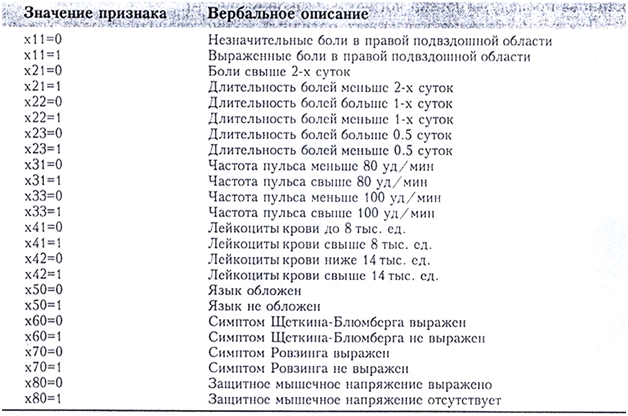 Значение признака Вербальное описание
x11=0 Незначительные боли в правой подвздошной области
x11=1 Выраженные боли в правой подвздошной области
x21=0 Боли свыше 2-х суток
x21=1 Длительность болей меньше 2-х суток
x22=0 Длительность болей больше 1-х суток
x22=1 Длительность болей меньше 1-х суток
x23=0 Длительность болей больше 0.5 суток
x23=1 Длительность болей меньше 0.5 суток
x31=0 Частота пульса меньше 80 уд/мин
x31=1 Частота пульса свыше 80 уд/мин
x33=0 Частота пульса меньше 100 уд/мин
x33=1 Частота пульса свыше 100 уд/мин
x41=0 Лейкоциты крови до 8 тыс. ед.
x41=1 Лейкоциты крови свыше 8 тыс. ед.
x42=0 Лейкоциты крови ниже 14 тыс. ед.
x42=1 Лейкоциты крови свыше 14 тыс. ед.
x50=0 Язык обложен
x50=1 Язык не обложен
x60=0 Симптом Щеткина-Блюмберга выражен
x60=1 Симптом Щеткина-Блюмберга не выражен
x70=0 Симптом Ровзинга выражен
x70=1 Симптом Ровзинга не выражен
x80=0 Защитное мышечное напряжение выражено
x80=1 Защитное мышечное напряжение отсутствует